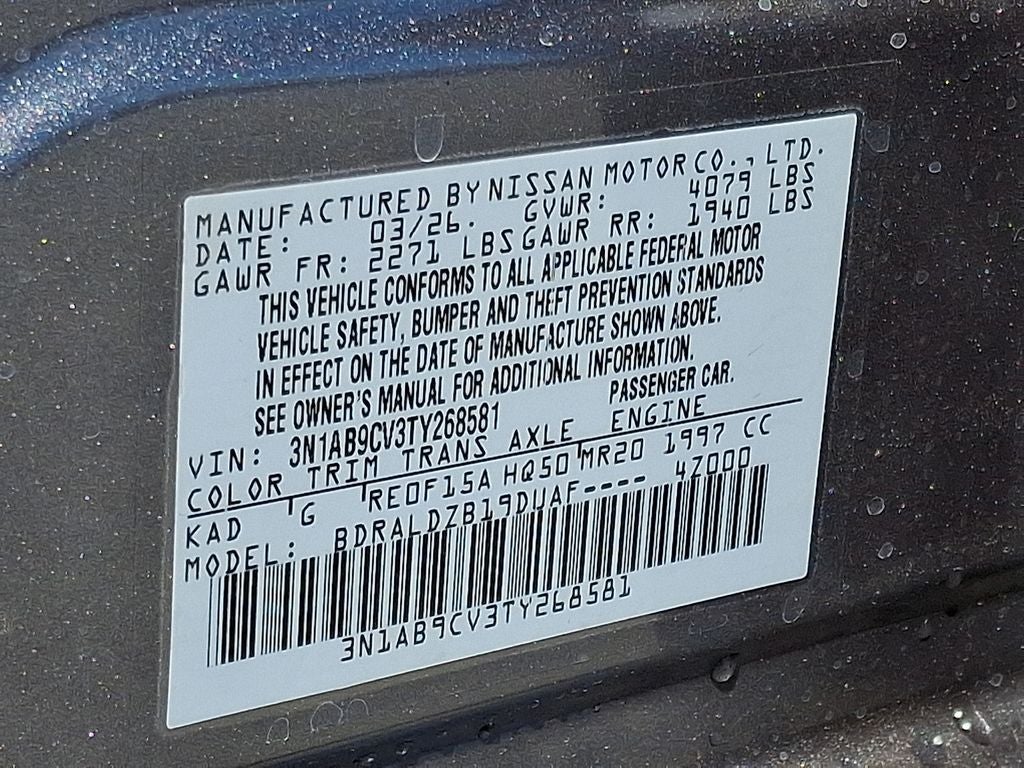 MANUFACTURED BY NISSAN MOTOR CO., LTD.
DATE: 03/26. GVWR: 4079 LBS
GAWR FR: 2271 LBS GAWR RR: 1940 LBS
THIS VEHICLE CONFORMS TO ALL APPLICABLE FEDERAL MOTOR
VEHICLE SAFETY, BUMPER AND THEFT PREVENTION STANDARDS
IN EFFECT ON THE DATE OF MANUFACTURE SHOWN ABOVE.
SEE OWNER'S MANUAL FOR ADDITIONAL INFORMATION.
VIN: 3N1AB9CV3TY268581 PASSENGER CAR.
COLOR TRIM TRANS AXLE ENGINE
KAD G RE0F15A HQ50 MR20 1997 CC
MODEL: BDRALDZB19DUAF---- 4Z000
3N1AB9CV3TY268581